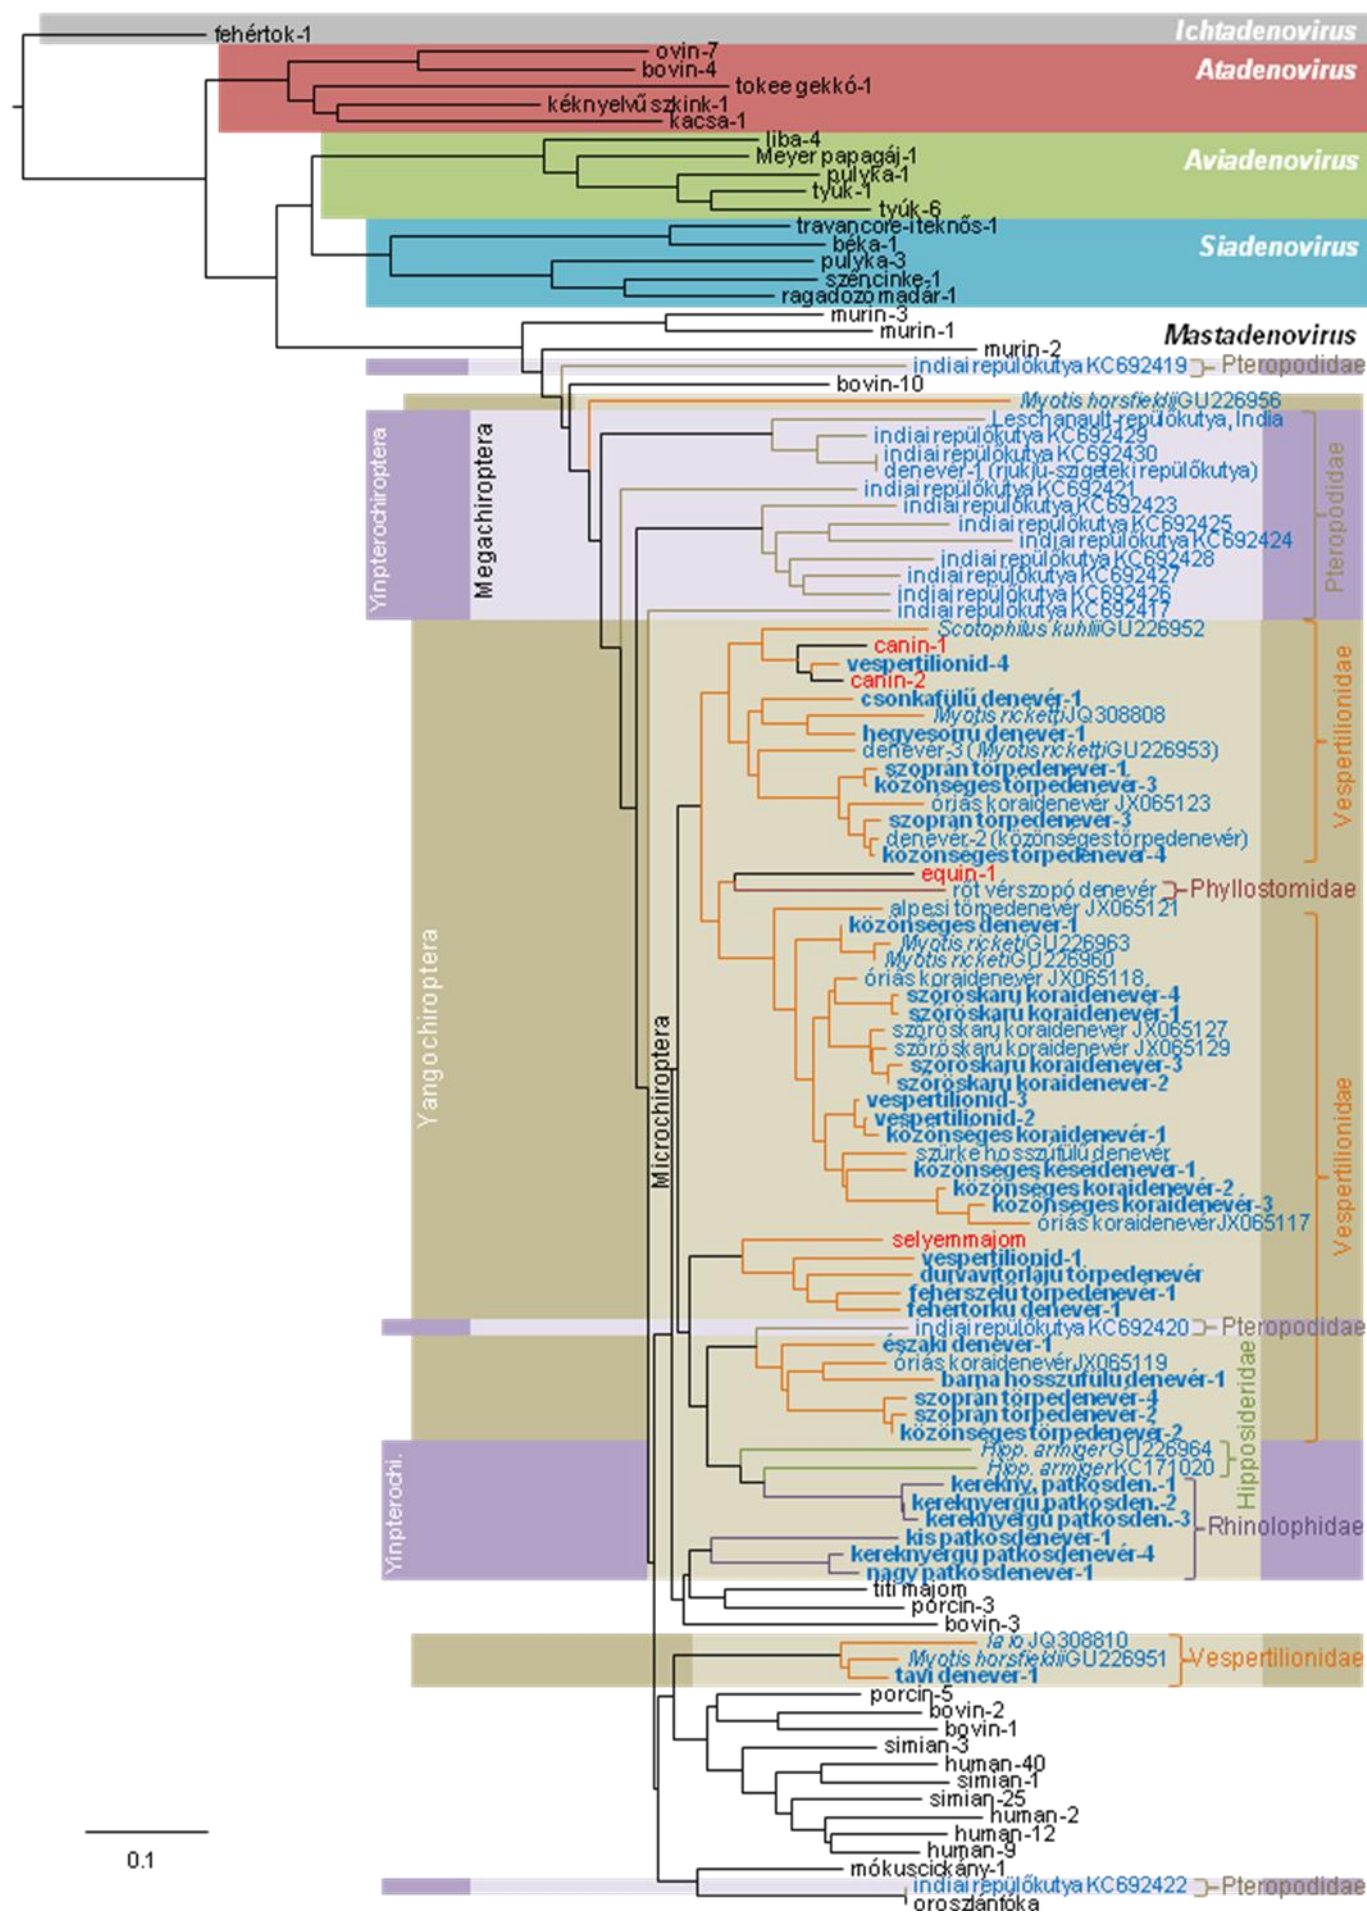 fehértok-1 Ichtadenovirus
ovin-7
bovin-4 Atadenovirus
tokee gekkó-1
kéknyelvű szkink-1
kacsa-1
liba-4
Meyer papagáj-1 Aviadenovirus
pulyka-1
tyúk-1
tyúk-6
travancore-iteknős-1
béka-1 Siadenovirus
pulyka-3
széncinke-1
ragadozó madár-1
murin-3
murin-1 Mastadenovirus
murin-2
indiai repülőkutya KC692419 Pteropodidae
bovin-10
Myotis horsfieldii GU226956
Leschanault-repülőkutya, India
indiai repülőkutya KC692429
indiai repülőkutya KC692430
denevér-1 (rjukju-szigeteki repülőkutya)
indiai repülőkutya KC692421
indiai repülőkutya KC692423
indiai repülőkutya KC692425
indiai repülőkutya KC692424
indiai repülőkutya KC692428
indiai repülőkutya KC692427
indiai repülőkutya KC692426
indiai repülőkutya KC692417
Yinpterochiroptera
Megachiroptera
Pteropodidae
Scotophilus kuhlii GU226952
canin-1
vespertilionid-4
canin-2
csonkafülű denevér-1
Myotis ricketti JQ308808
hegyesorrú denevér-1
denevér-3 (Myotis ricketti GU226953)
szoprán törpedenevér-1
közönséges törpedenevér-3
óriás koraidenevér JX065123
szoprán törpedenevér-3
denevér-2 (közönséges törpedenevér)
közönséges törpedenevér-4
Vespertilionidae
equin-1
rőt vérszopó denevér Phyllostomidae
alpesi törpedenevér JX065121
közönséges denevér-1
Myotis ricketi GU226963
Myotis ricketi GU226960
óriás koraidenevér JX065118
szőröskarú koraidenevér-4
szőröskarú koraidenevér-1
szőröskarú koraidenevér JX065127
szőröskarú koraidenevér JX065129
szőröskarú koraidenevér-3
szőröskarú koraidenevér-2
vespertilionid-3
vespertilionid-2
közönséges koraidenevér-1
szürke hosszúfülű denevér
közönséges késeidenevér-1
közönséges koraidenevér-2
közönséges koraidenevér-3
óriás koraidenevér JX065117
Yangochiroptera
Microchiroptera
Vespertilionidae
selyemmajom
vespertilionid-1
durvavitorlájú törpedenevér
fehérszélű törpedenevér-1
fehértorkú denevér-1
indiai repülőkutya KC692420 Pteropodidae
északi denevér-1
óriás koraidenevér JX065119
barna hosszúfülű denevér-1
szoprán törpedenevér-4
szoprán törpedenevér-2
közönséges törpedenevér-2
Hipp. armiger GU226964
Hipp. armiger KC171020
Hipposideridae
kerekny. patkósden.-1
kereknyergű patkósden.-2
kereknyergű patkósden.-3
Rhinolophidae
kis patkósdenevér-1
kereknyergű patkósdenevér-4
nagy patkósdenevér-1
Yinpterochi.
titi majom
porcin-3
bovin-3
Ia io JQ308810
Myotis horsfieldii GU226951 Vespertilionidae
tavi denevér-1
porcin-5
bovin-2
bovin-1
simian-3
human-40
simian-1
simian-25
human-2
human-12
human-9
mókuscickány-1
indiai repülőkutya KC692422 Pteropodidae
oroszlánfóka
0.1